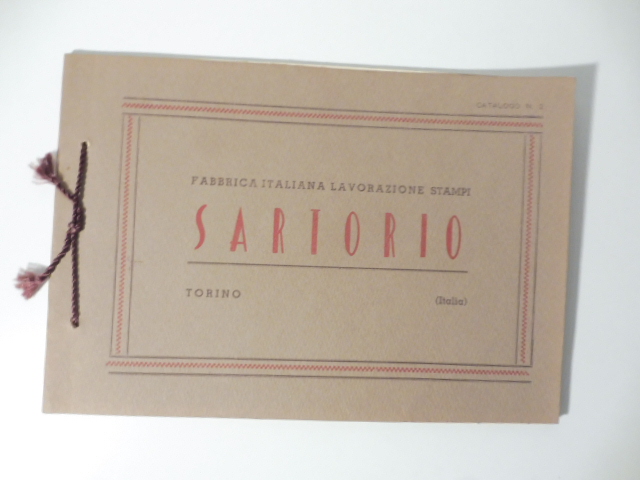 CATALOGO N. 2
FABBRICA ITALIANA LAVORAZIONE STAMPI
SARTORIO
TORINO (Italia)